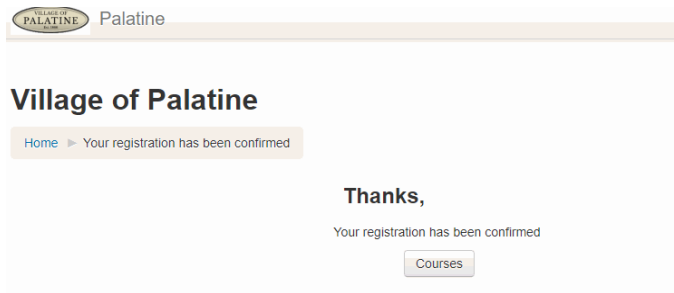 VILLAGE OF
PALATINE
Palatine
Village of Palatine
Home ► Your registration has been confirmed
Thanks,
Your registration has been confirmed
Courses